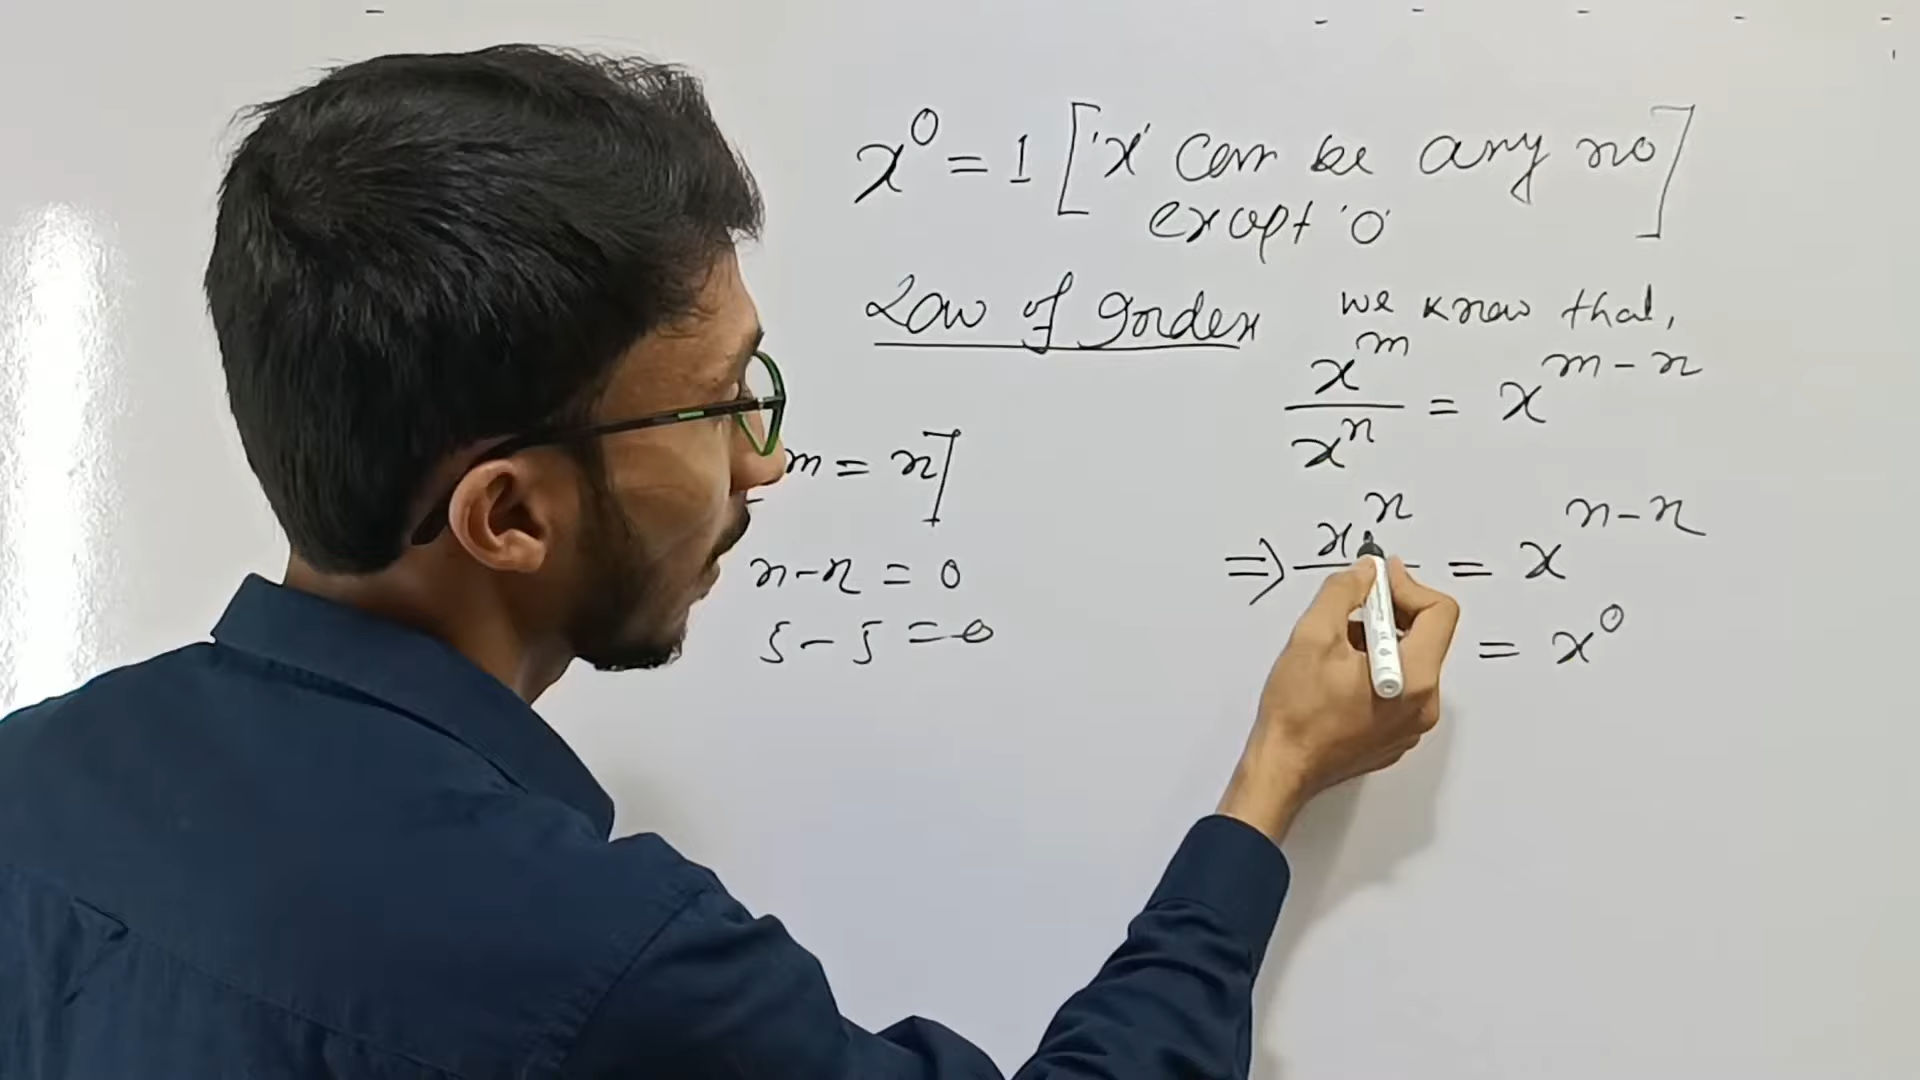 x⁰ = 1 ['x' can be any no]
except '0'
Law of Index
we know that,
xᵐ/xⁿ = xᵐ⁻ⁿ
m = n]
⇒ xⁿ = xⁿ⁻ⁿ
n-n = 0
= x⁰
5-5 = 0